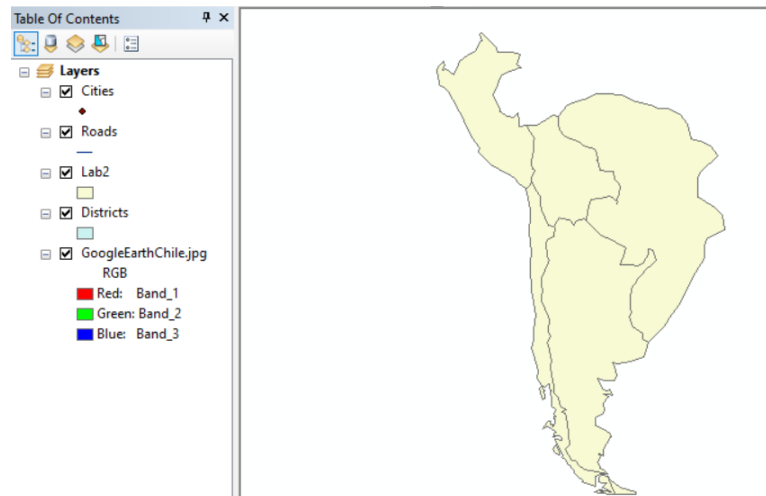 Table Of Contents
Layers
Cities
Roads
Lab2
Districts
GoogleEarthChile.jpg
RGB
Red: Band_1
Green: Band_2
Blue: Band_3